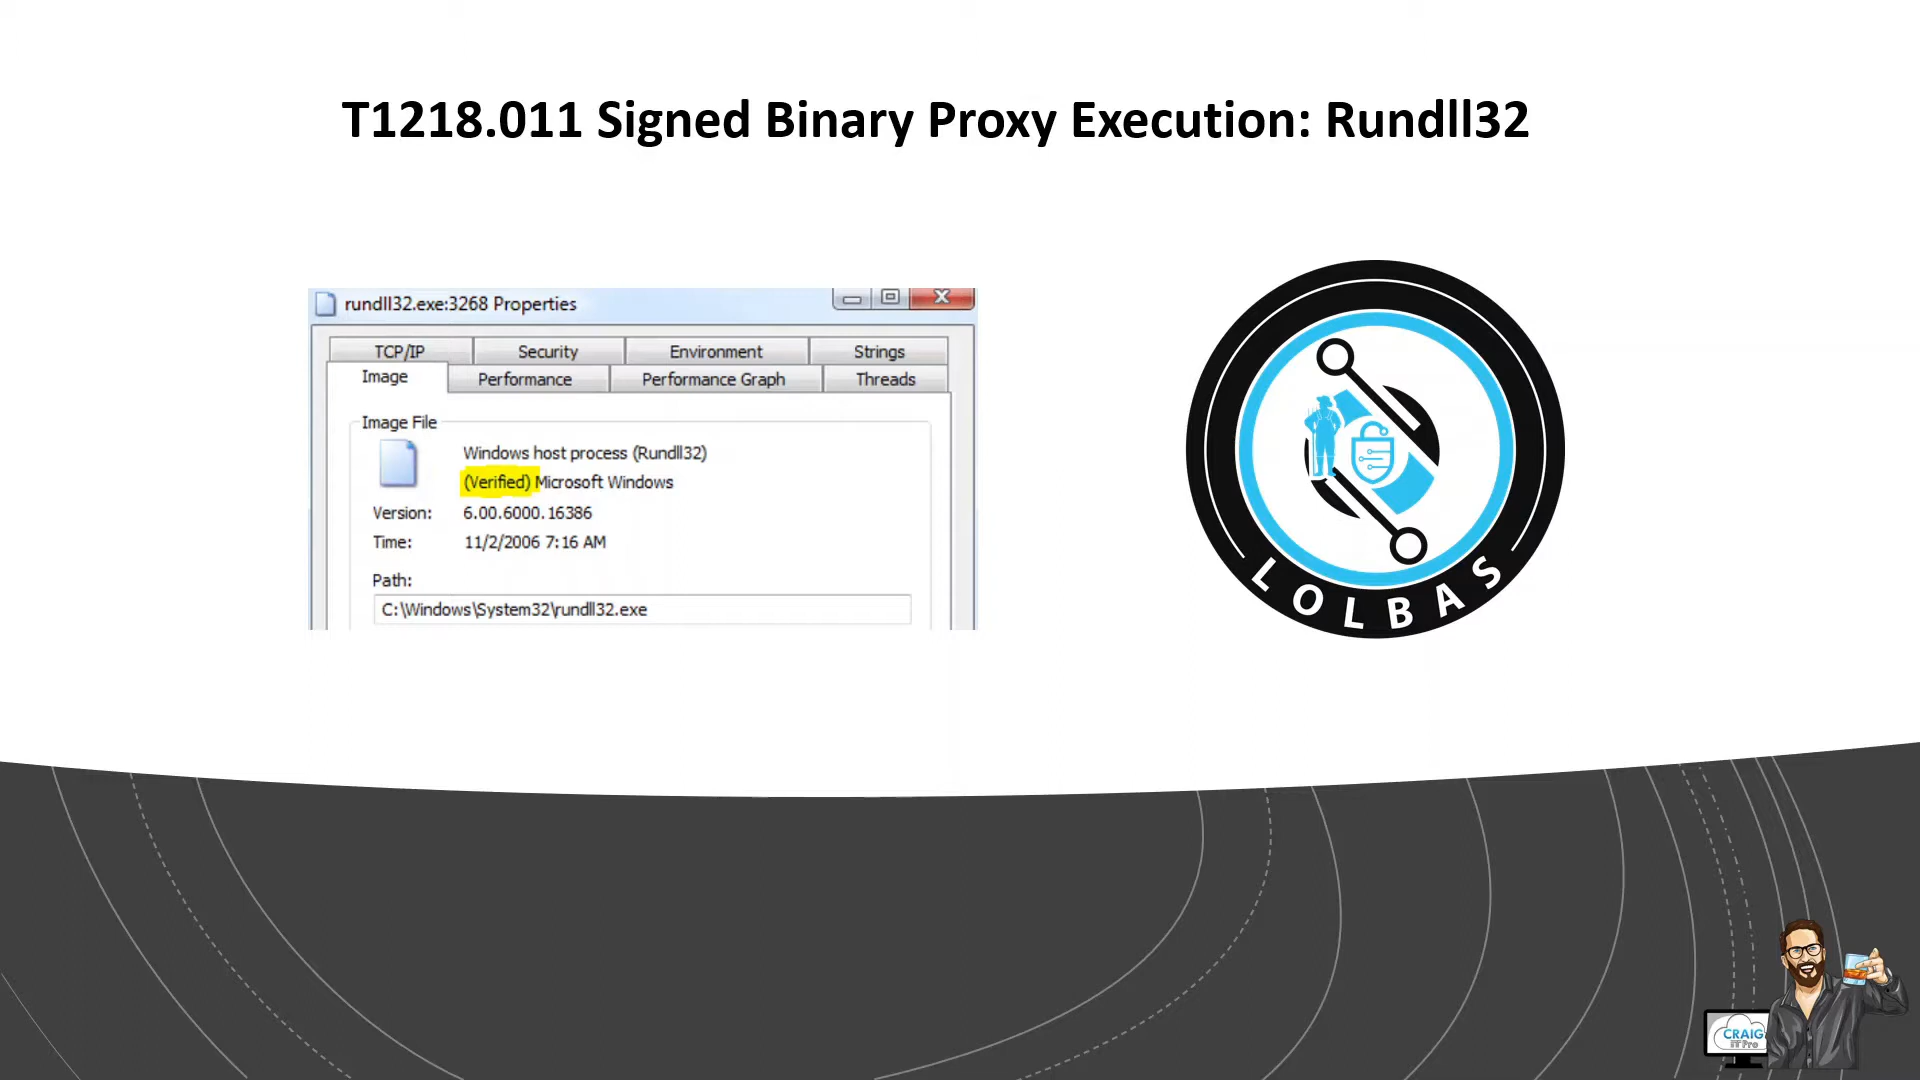 T1218.011 Signed Binary Proxy Execution: Rundll32
rundll32.exe:3268 Properties
TCP/IP Security Environment Strings
Image Performance Performance Graph Threads
Image File
Windows host process (Rundll32)
(Verified) Microsoft Windows
Version: 6.00.6000.16386
Time: 11/2/2006 7:16 AM
Path:
C:\Windows\System32\rundll32.exe
LOLBAS
CRAIG
IT Pro